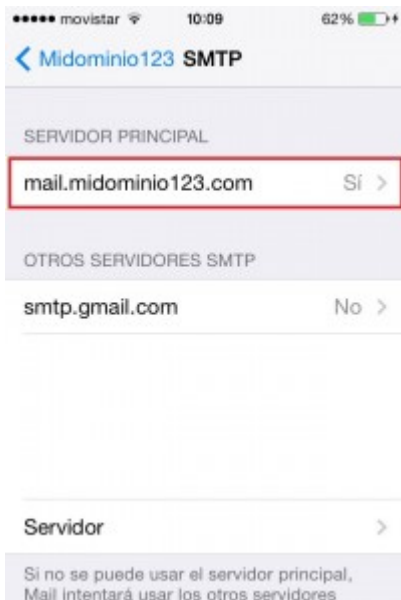 movistar 10:09 62%
Midominio123 SMTP
SERVIDOR PRINCIPAL
mail.midominio123.com Sí
OTROS SERVIDORES SMTP
smtp.gmail.com No
Servidor
Si no se puede usar el servidor principal,
Mail intentará usar los otros servidores